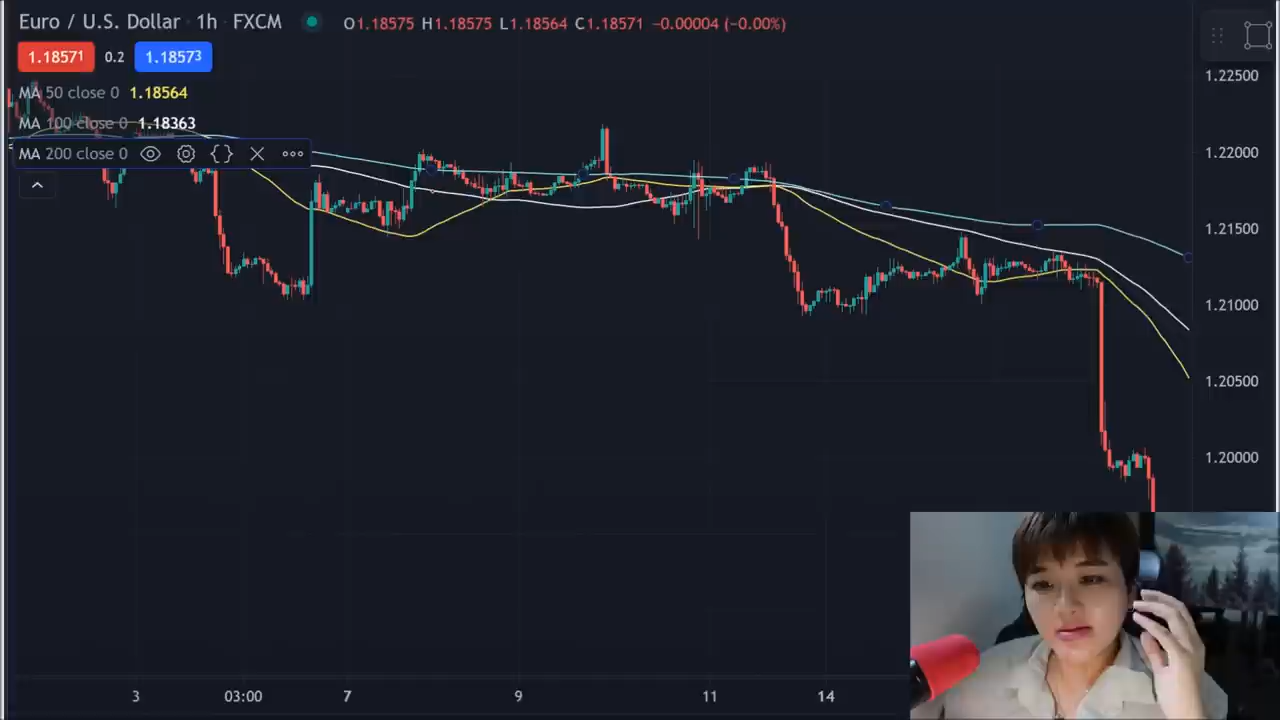 Euro / U.S. Dollar · 1h · FXCM O1.18575 H1.18575 L1.18564 C1.18571 −0.00004 (−0.00%)
1.18571 0.2 1.18573
MA 50 close 0 1.18564
MA 100 close 0 1.18363
MA 200 close 0
1.22500
1.22000
1.21500
1.21000
1.20500
1.20000
3 03:00 7 9 11 14